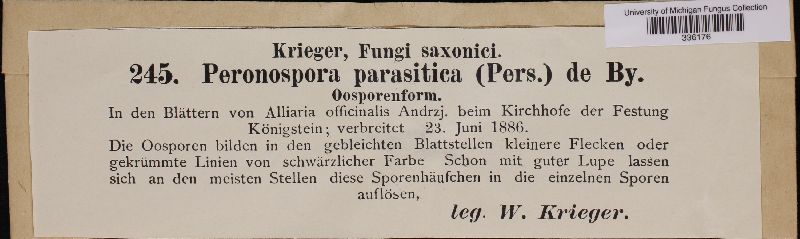 University of Michigan Fungus Collection
336176
Krieger, Fungi saxonici.
245. Peronospora parasitica (Pers.) de By.
Oosporenform.
In den Blättern von Alliaria officinalis Andrzj. beim Kirchhofe der Festung
Königstein; verbreitet 23. Juni 1886.
Die Oosporen bilden in den gebleichten Blattstellen kleinere Flecken oder
gekrümmte Linien von schwärzlicher Farbe Schon mit guter Lupe lassen
sich an den meisten Stellen diese Sporenhäufchen in die einzelnen Sporen
auflösen,
leg. W. Krieger.